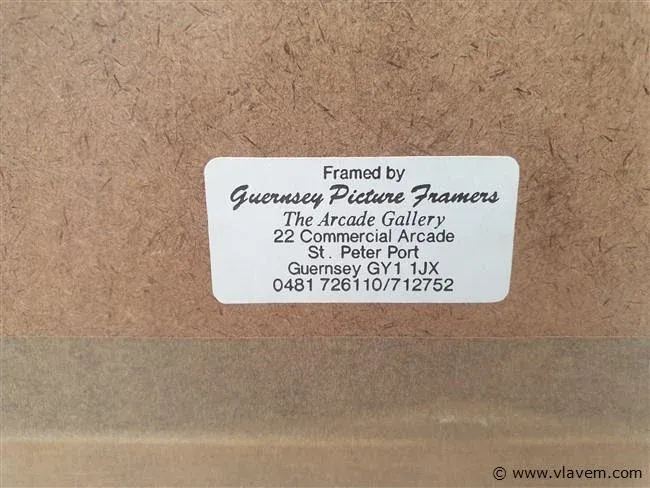 Framed by
Guernsey Picture Framers
The Arcade Gallery
22 Commercial Arcade
St. Peter Port
Guernsey GY1 1JX
0481 726110/712752
© www.vlavem.com